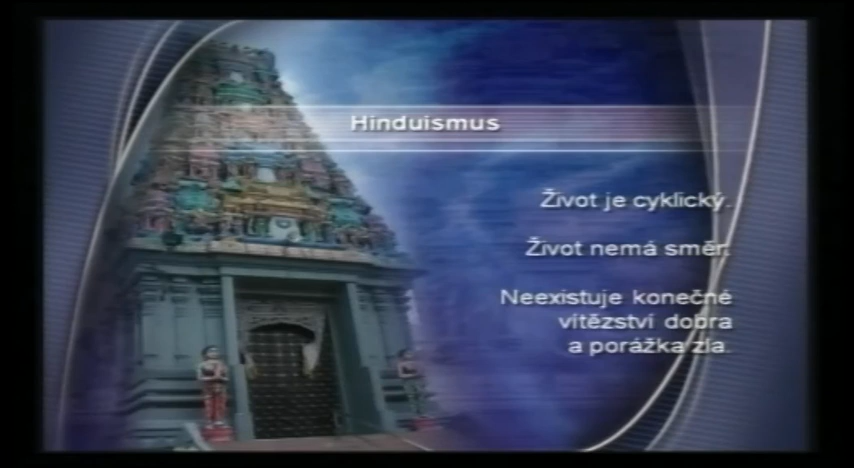 Hinduismus
Život je cyklický.
Život nemá směr.
Neexistuje konečné
vítězství dobra
a porážka zla.